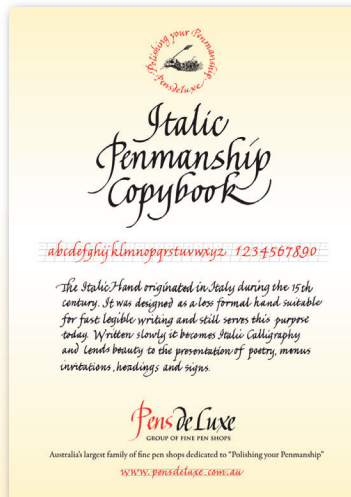 Polishing your Penmanship
pensdeluxe
Italic
Penmanship
Copybook
abcdefghijklmnopqrstuvwxyz 1234567890
The Italic Hand originated in Italy during the 15th
century. It was designed as a less formal hand suitable
for fast legible writing and still serves this purpose
today. Written slowly it becomes Italic Calligraphy
and lends beauty to the presentation of poetry, menus
invitations, headings and signs.
Pens de Luxe
GROUP OF FINE PEN SHOPS
Australia's largest family of fine pen shops dedicated to "Polishing your Penmanship"
www.pensdeluxe.com.au